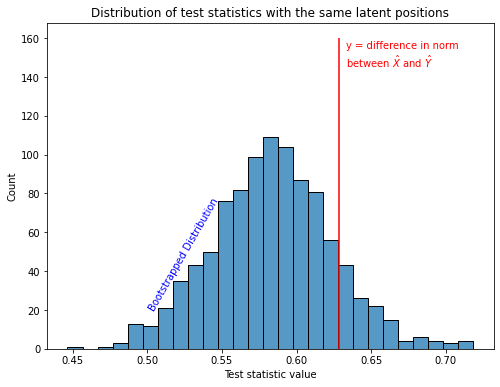 Distribution of test statistics with the same latent positions
160
140
120
100
80
60
40
20
0
Count
y = difference in norm
between X̂ and Ŷ
Bootstrapped Distribution
0.45 0.50 0.55 0.60 0.65 0.70
Test statistic value